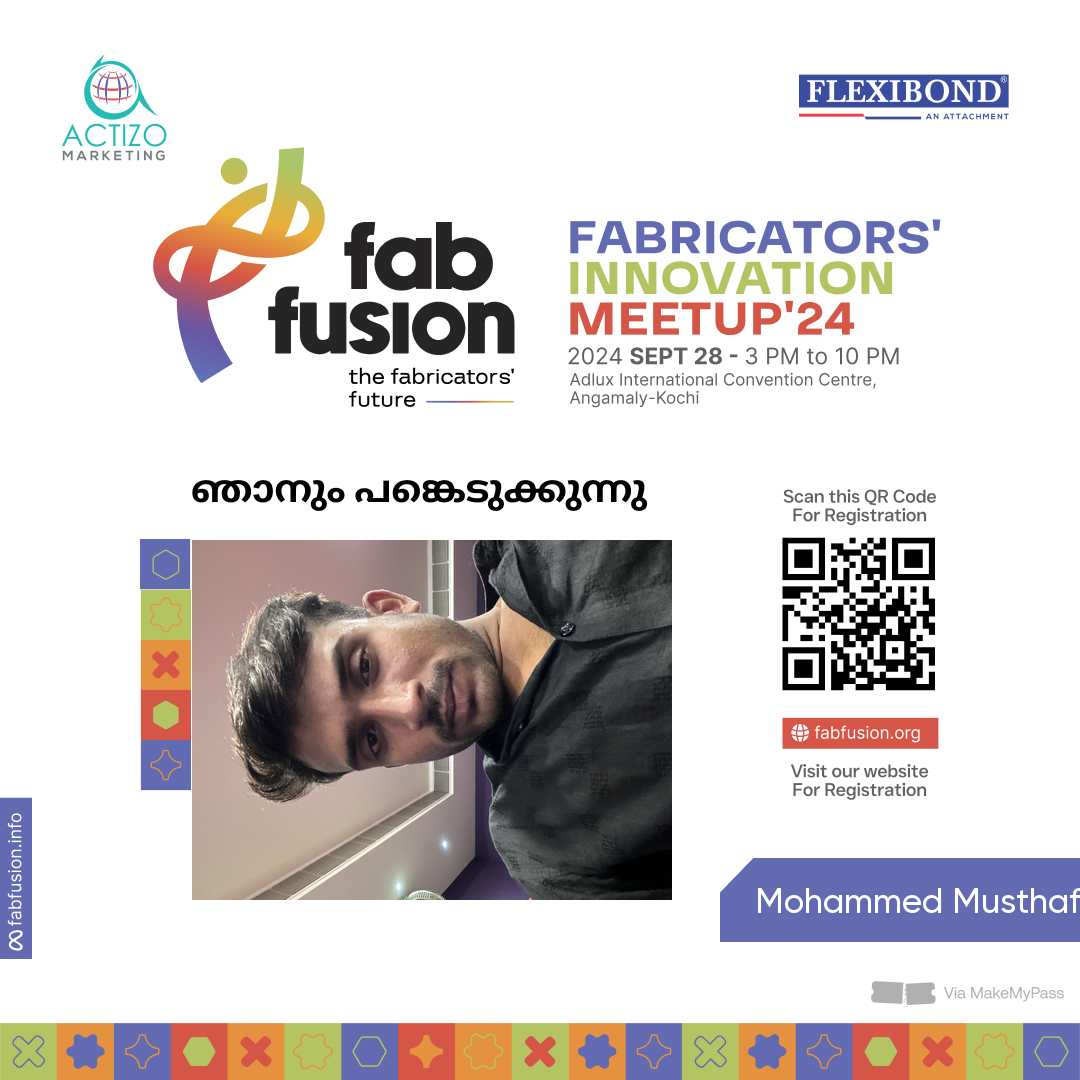 ACTIZO
MARKETING
FLEXIBOND®
AN ATTACHMENT
fab
fusion
the fabricators'
future
FABRICATORS'
INNOVATION
MEETUP'24
2024 SEPT 28 - 3 PM to 10 PM
Adlux International Convention Centre,
Angamaly-Kochi
ഞാനും പങ്കെടുക്കുന്നു
Scan this QR Code
For Registration
fabfusion.org
Visit our website
For Registration
fabfusion.info
Mohammed Musthaf
Via MakeMyPass